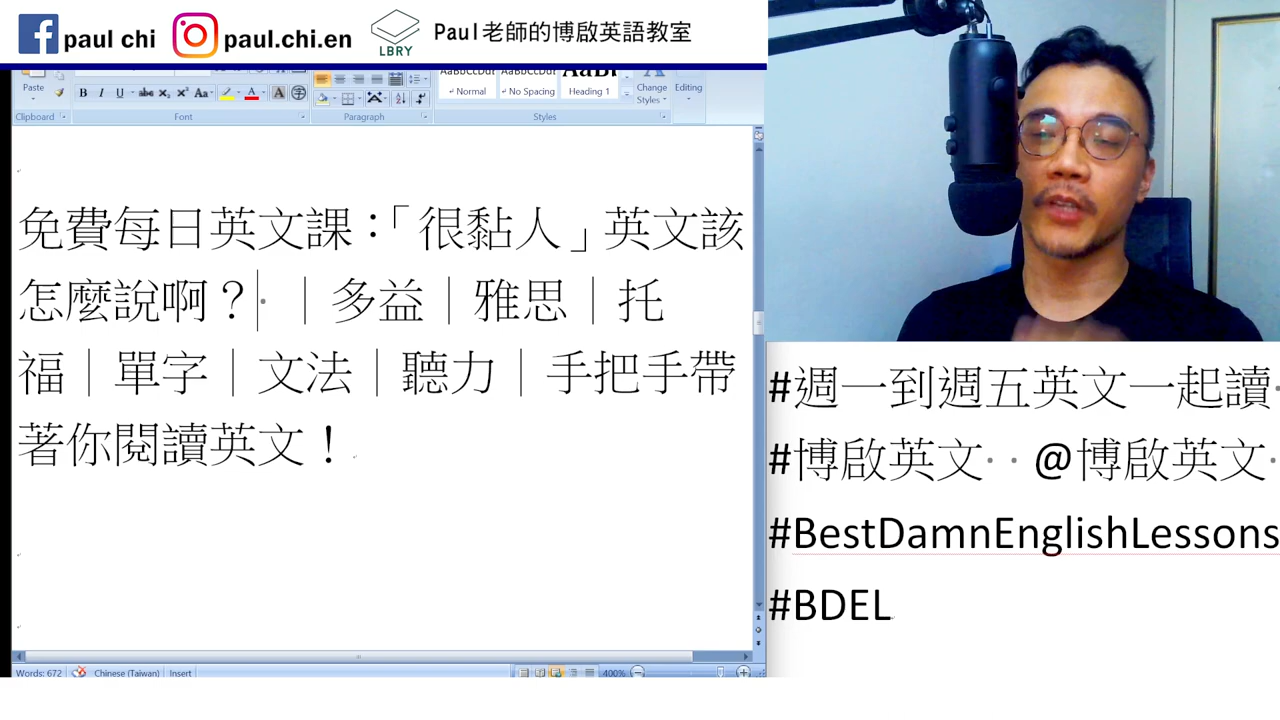 paul chi
paul.chi.en
LBRY
Paul老師的博啟英語教室
Paste
Clipboard
Font
Paragraph
Normal
No Spacing
Heading 1
Change Styles
Editing
Styles
免費每日英文課：「很黏人」英文該
怎麼說啊？｜多益｜雅思｜托
福｜單字｜文法｜聽力｜手把手帶
著你閱讀英文！
#週一到週五英文一起讀
#博啟英文 @博啟英文
#BestDamnEnglishLessons
#BDEL
Words: 672
Chinese (Taiwan)
Insert
400%